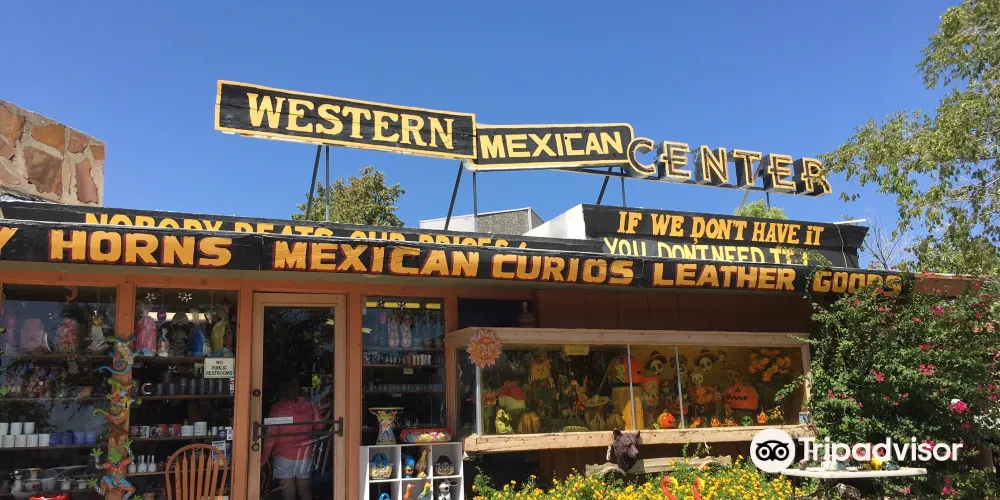 WESTERN
MEXICAN
CENTER
NOBODY BEATS OUR PRICES
IF WE DON'T HAVE IT
YOU DON'T NEED IT!
Y HORNS MEXICAN CURIOS LEATHER GOODS
NO PUBLIC RESTROOMS
Tripadvisor